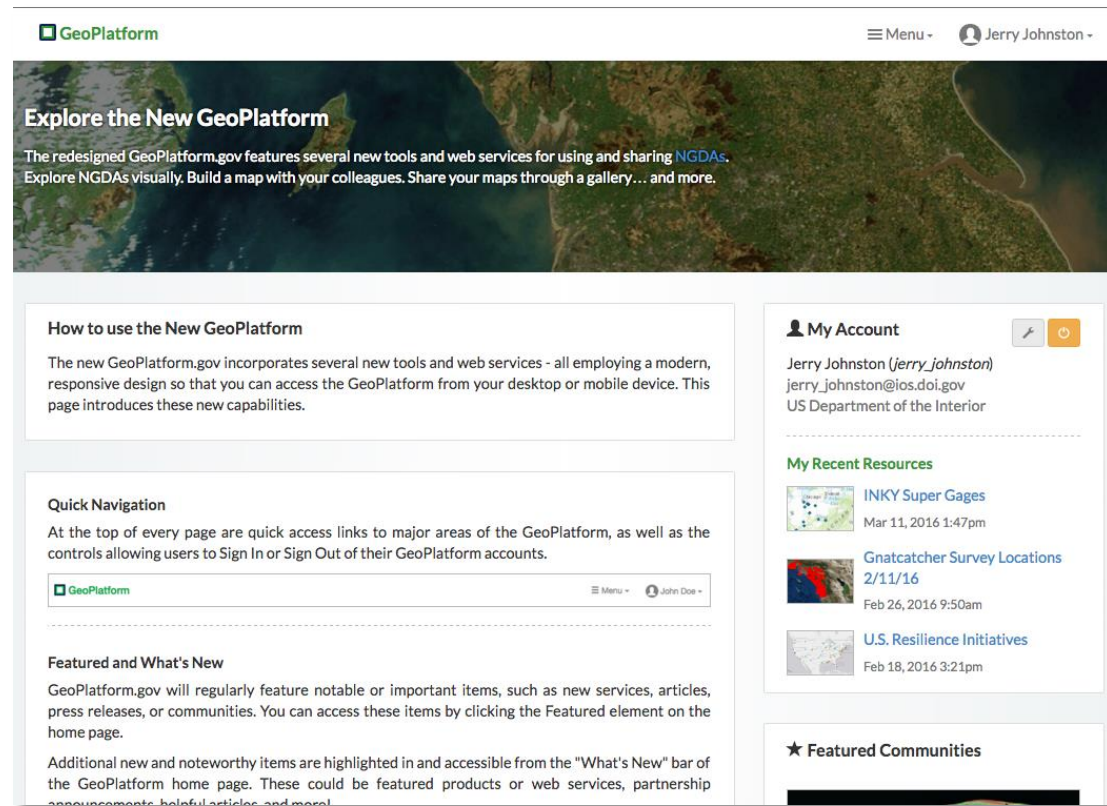 GeoPlatform
Menu
Jerry Johnston
Explore the New GeoPlatform
The redesigned GeoPlatform.gov features several new tools and web services for using and sharing NGDAs.
Explore NGDAs visually. Build a map with your colleagues. Share your maps through a gallery… and more.
How to use the New GeoPlatform
The new GeoPlatform.gov incorporates several new tools and web services - all employing a modern,
responsive design so that you can access the GeoPlatform from your desktop or mobile device. This
page introduces these new capabilities.
Quick Navigation
At the top of every page are quick access links to major areas of the GeoPlatform, as well as the
controls allowing users to Sign In or Sign Out of their GeoPlatform accounts.
GeoPlatform
Menu
John Doe
Featured and What's New
GeoPlatform.gov will regularly feature notable or important items, such as new services, articles,
press releases, or communities. You can access these items by clicking the Featured element on the
home page.
Additional new and noteworthy items are highlighted in and accessible from the "What's New" bar of
the GeoPlatform home page. These could be featured products or web services, partnership
announcements, helpful articles, and more!
My Account
Jerry Johnston (jerry_johnston)
jerry_johnston@ios.doi.gov
US Department of the Interior
My Recent Resources
INKY Super Gages
Mar 11, 2016 1:47pm
Gnatcatcher Survey Locations
2/11/16
Feb 26, 2016 9:50am
U.S. Resilience Initiatives
Feb 18, 2016 3:21pm
Featured Communities